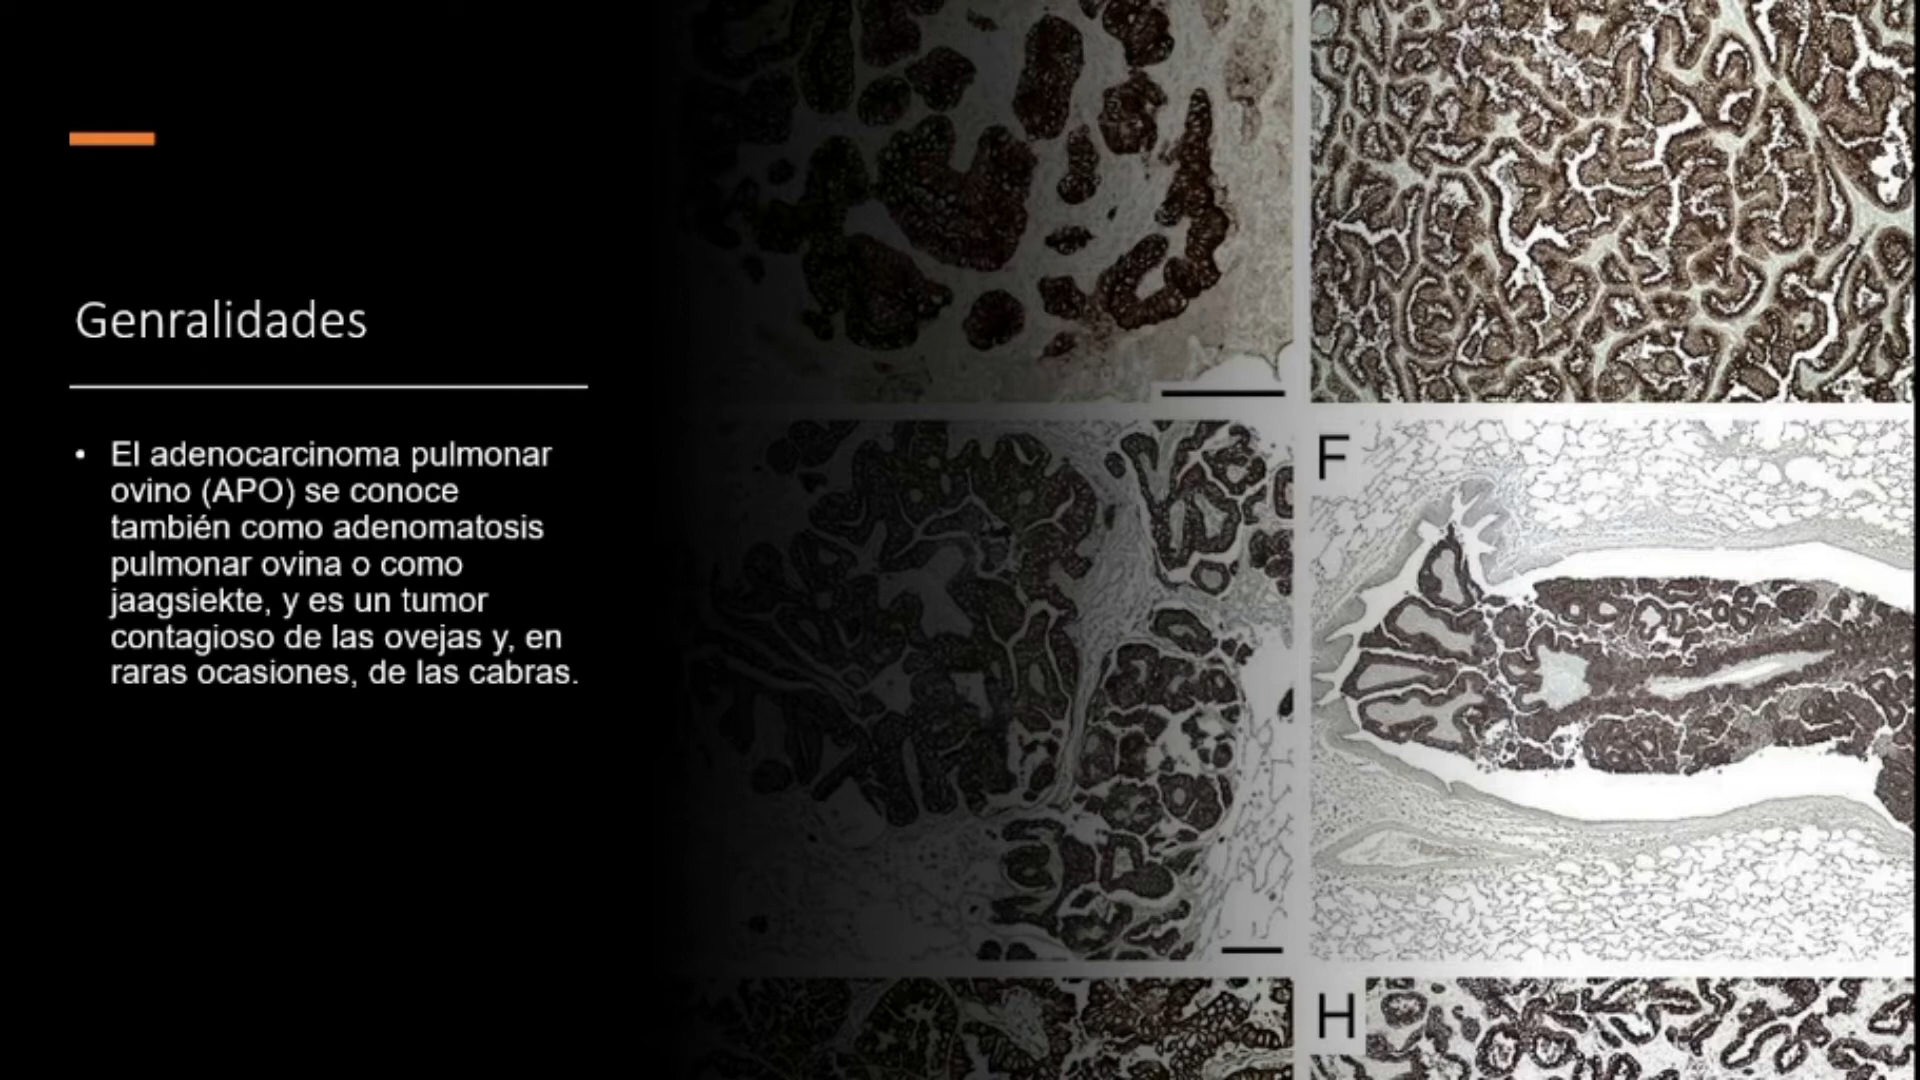 Genralidades
• El adenocarcinoma pulmonar
ovino (APO) se conoce
también como adenomatosis
pulmonar ovina o como
jaagsiekte, y es un tumor
contagioso de las ovejas y, en
raras ocasiones, de las cabras.
F
H